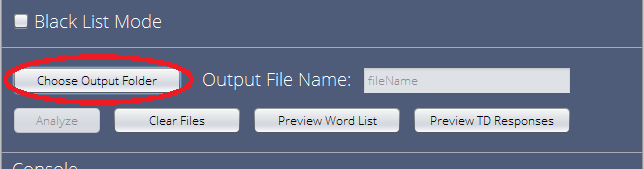 Black List Mode
Choose Output Folder Output File Name: fileName
Analyze Clear Files Preview Word List Preview TD Responses
Console